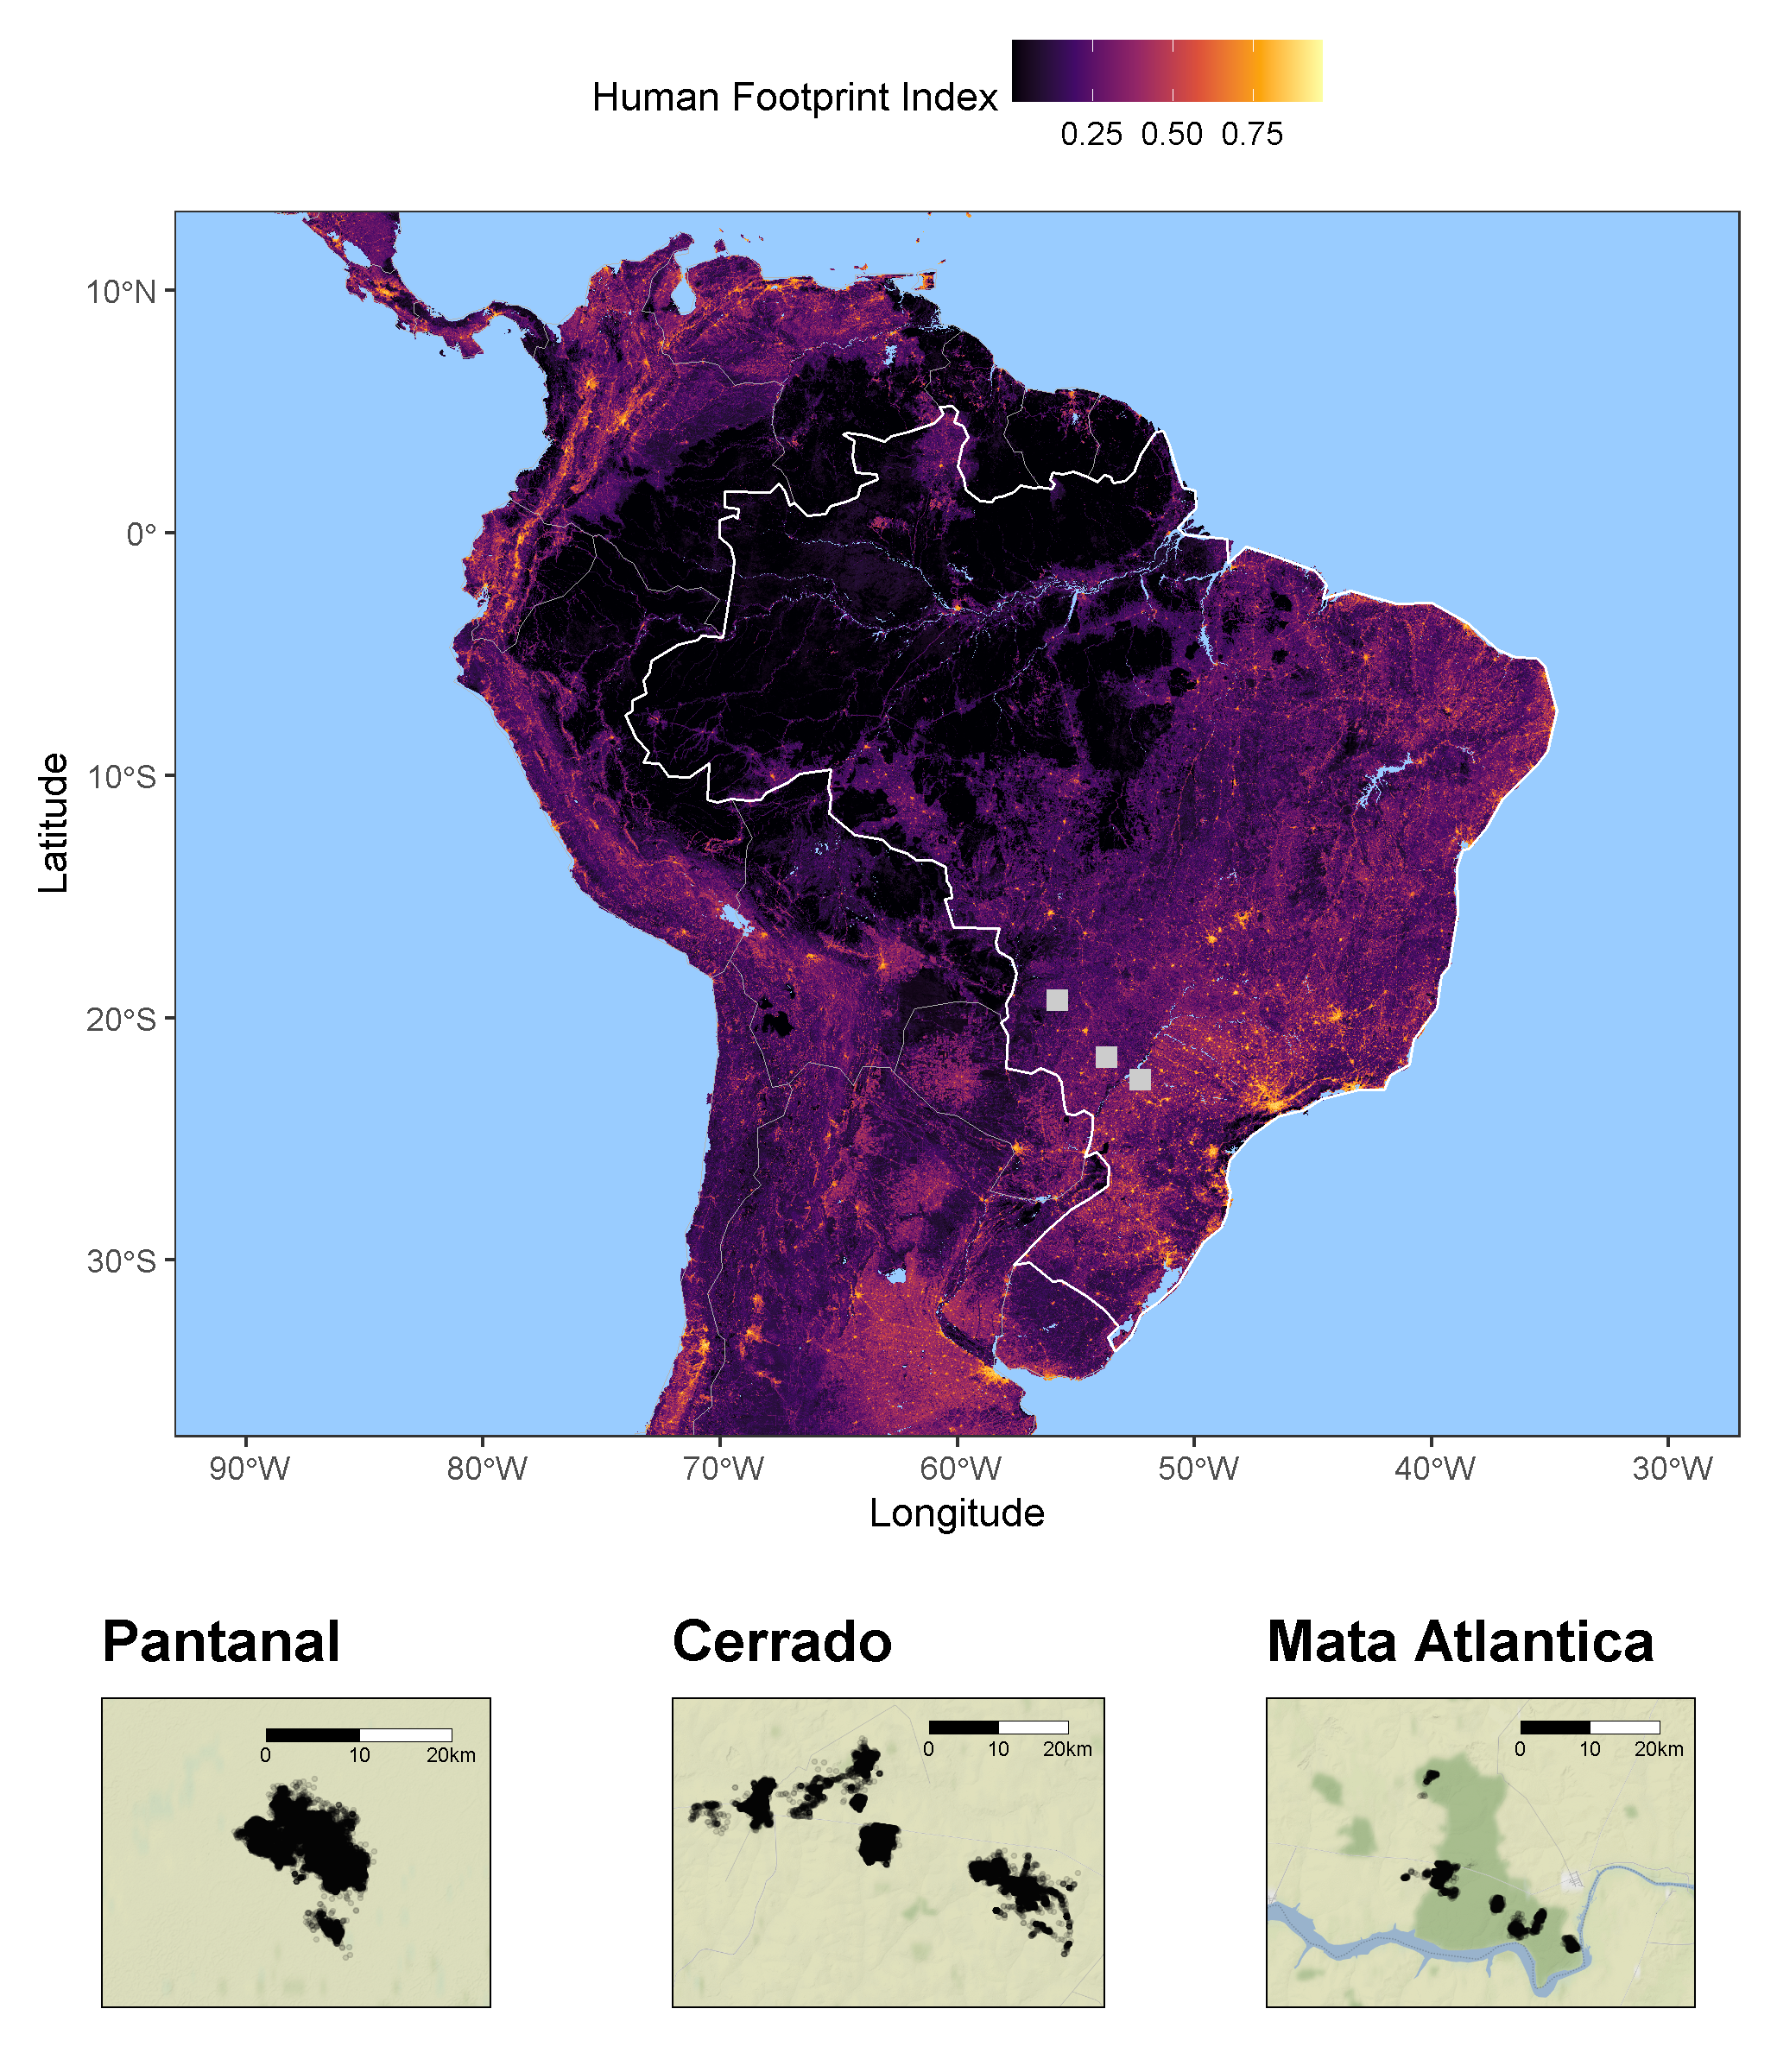 Human Footprint Index
0.25 0.50 0.75
10°N
0°
10°S
20°S
30°S
Latitude
90°W 80°W 70°W 60°W 50°W 40°W 30°W
Longitude
Pantanal
0 10 20km
Cerrado
0 10 20km
Mata Atlantica
0 10 20km